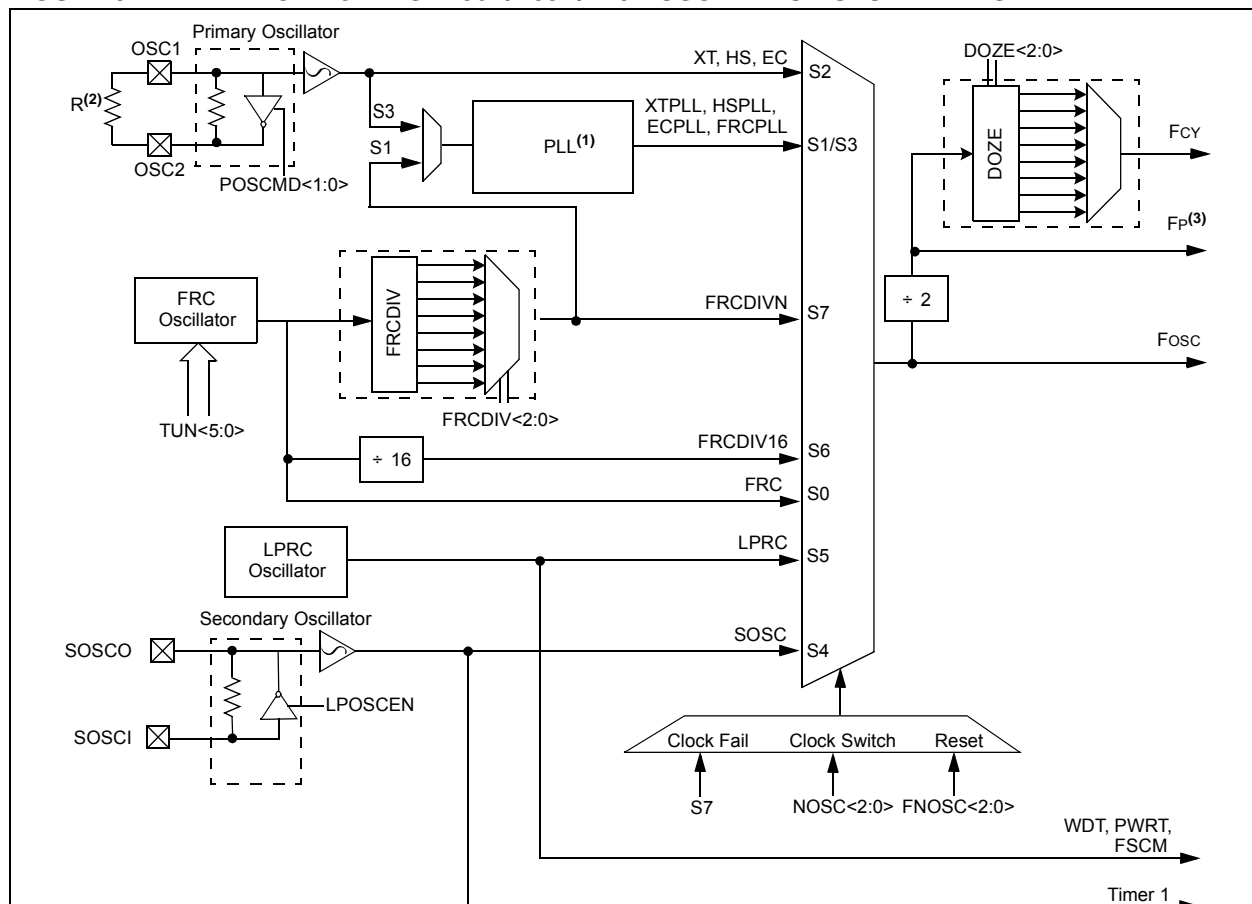 Primary Oscillator
OSC1
R(2)
OSC2
POSCMD<1:0>
S3
S1
PLL(1)
XT, HS, EC
XTPLL, HSPLL,
ECPLL, FRCPLL
S2
S1/S3
DOZE<2:0>
DOZE
FCY
FP(3)
÷ 2
FOSC
FRC
Oscillator
TUN<5:0>
FRCDIV
FRCDIV<2:0>
FRCDIVN
S7
÷ 16
FRCDIV16
S6
FRC
S0
LPRC
Oscillator
LPRC
S5
Secondary Oscillator
SOSCO
SOSCI
LPOSCEN
SOSC
S4
Clock Fail
Clock Switch
Reset
S7
NOSC<2:0>
FNOSC<2:0>
WDT, PWRT,
FSCM
Timer 1